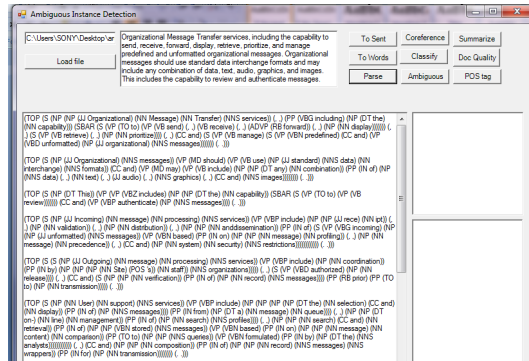 Ambiguous Instance Detection
C:\Users\SONY\Desktop\ar
Load file
Organizational Message Transfer services, including the capability to
send, receive, forward, display, retrieve, prioritize, and manage
predefined and unformatted organizational messages. Organizational
messages should use standard data interchange formats and may
include any combination of data, text, audio, graphics, and images.
This includes the capability to review and authenticate messages.
To Sent
Coreference
Summarize
To Words
Classify
Doc Quality
Parse
Ambiguous
POS tag
(TOP (S (NP (NP (JJ Organizational) (NN Message) (NN Transfer) (NNS services)) (, ,) (PP (VBG including) (NP (DT the)
(NN capability))) (SBAR (S (VP (TO to) (VP (VB send) (, ,) (VB receive) (, ,) (ADVP (RB forward)) (, ,) (NP (NN display))))))) (,
,) (S (VP (VB retrieve) (, ,) (NP (NN prioritize)))) (, ,) (CC and) (S (VP (VB manage) (S (VP (VBN predefined) (CC and) (VP
(VBD unformatted) (NP (JJ organizational) (NNS messages))))))) (. .)))
(TOP (S (NP (JJ Organizational) (NNS messages)) (VP (MD should) (VP (VB use) (NP (JJ standard) (NNS data) (NN
interchange) (NNS formats)) (CC and) (VP (MD may) (VP (VB include) (NP (NP (DT any) (NN combination)) (PP (IN of) (NP
(NNS data) (, ,) (NN text) (, ,) (JJ audio) (, ,) (NNS graphics) (, ,) (CC and) (NNS images)))))))) (. .)))
(TOP (S (NP (DT This)) (VP (VP (VBZ includes) (NP (NP (DT the) (NN capability)) (SBAR (S (VP (TO to) (VP (VB
review))))))) (CC and) (VP (VBP authenticate) (NP (NNS messages)))) (. .)))
(TOP (S (NP (JJ Incoming) (NN message) (NN processing) (NNS services)) (VP (VBP include) (NP (NP (JJ rece) (NN ipt)) (,
,) (NP (NN validation)) (, ,) (NP (NN distribution)) (, ,) (NP (NP (NN anddissemination)) (PP (IN of) (S (VP (VBG incoming) (NP
(NP (JJ unformatted) (NNS messages)) (VP (VBN based) (PP (IN on) (NP (NP (NN message) (NN profiling)) (, ,) (NP (NN
message) (NN precedence)) (, ,) (CC and) (NP (NN system) (NN security) (NNS restrictions))))))))))) (. .)))
(TOP (S (S (NP (JJ Outgoing) (NN message) (NN processing) (NNS services)) (VP (VBP include) (NP (NN coordination))
(PP (IN by) (NP (NP (NP (NN Site) (POS 's)) (NN staff)) (NNS organizations))))) (, ,) (S (VP (VBD authorized) (NP (NN
release)))) (, ,) (CC and) (S (NP (NP (NN verification)) (PP (IN of) (NP (NN record) (NNS messages)))) (PP (RB prior) (PP (TO
to) (NP (NN transmission))))) (. .)))
(TOP (S (NP (NN User) (NN support) (NNS services)) (VP (VBP include) (NP (NP (NP (NP (DT the) (NN selection) (CC and)
(NN display)) (PP (IN of) (NP (NNS messages)))) (PP (IN from) (NP (DT a) (NN message) (NN queue)))) (, ,) (NP (NP (DT
on-) (NN line) (NN management)) (PP (IN of) (NP (NN search) (NNS profiles)))) (, ,) (NP (NP (NN search) (CC and) (NN
retrieval)) (PP (IN of) (NP (NP (VBN stored) (NNS messages)) (VP (VBN based) (PP (IN on) (NP (NP (NN message) (NN
content) (NN comparison)) (PP (TO to) (NP (NP (NNS queries)) (VP (VBN formulated) (PP (IN by) (NP (DT the) (NNS
analysts))))))))))) (, ,) (CC and) (NP (NP (NN composition)) (PP (IN of) (NP (NP (NN record) (NNS messages) (NNS
wrappers)) (PP (IN for) (NP (NN transmission)))))))) (. .)))